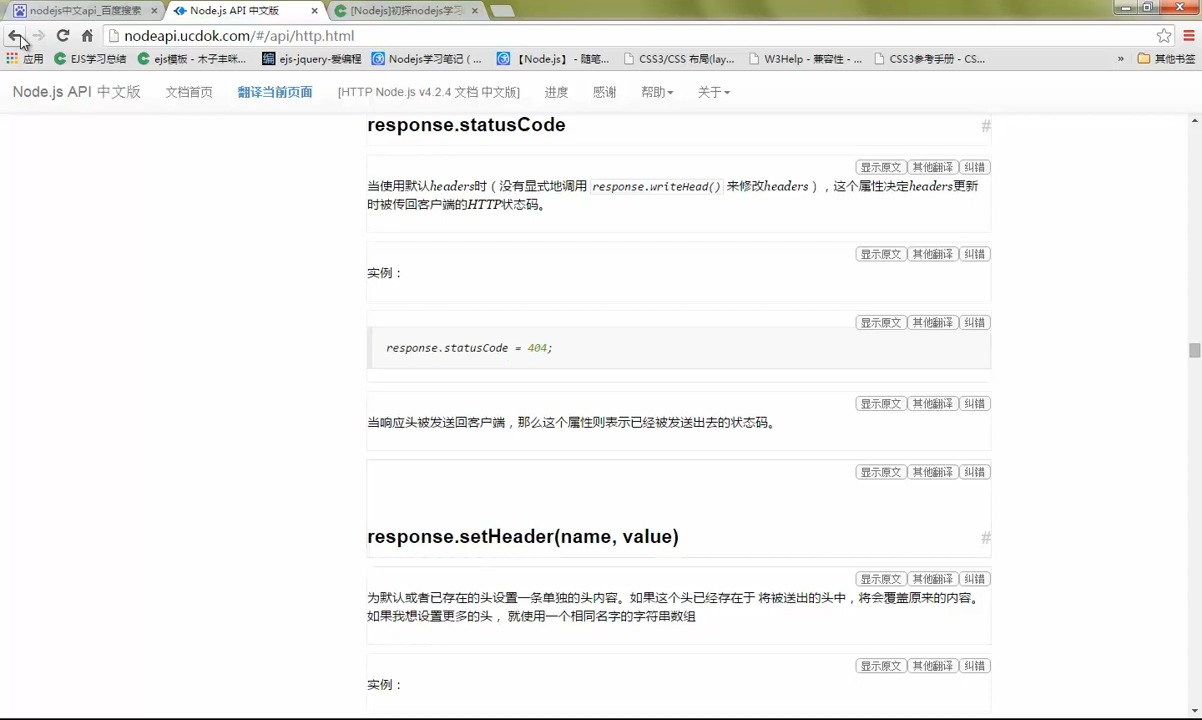 nodejs中文api_百度搜索
Node.js API 中文版
[Nodejs]初探nodejs学习
nodeapi.ucdok.com/#/api/http.html
应用
EJS学习总结
ejs模板 - 木子丰咪...
ejs-jquery-爱编程
Nodejs学习笔记 ( ...
【Node.js】 - 随笔...
CSS3/CSS 布局(lay...
W3Help - 兼容性 - ...
CSS3参考手册 - CS...
»
其他书签
Node.js API 中文版
文档首页
翻译当前页面
[HTTP Node.js v4.2.4 文档 中文版]
进度
感谢
帮助
关于
response.statusCode
#
显示原文 其他翻译 纠错
当使用默认headers时（没有显式地调用 response.writeHead() 来修改headers），这个属性决定headers更新
时被传回客户端的HTTP状态码。
显示原文 其他翻译 纠错
实例：
显示原文 其他翻译 纠错
response.statusCode = 404;
显示原文 其他翻译 纠错
当响应头被发送回客户端，那么这个属性则表示已经被发送出去的状态码。
显示原文 其他翻译 纠错
response.setHeader(name, value)
#
显示原文 其他翻译 纠错
为默认或者已存在的头设置一条单独的头内容。如果这个头已经存在于 将被送出的头中，将会覆盖原来的内容。
如果我想设置更多的头， 就使用一个相同名字的字符串数组
显示原文 其他翻译 纠错
实例：